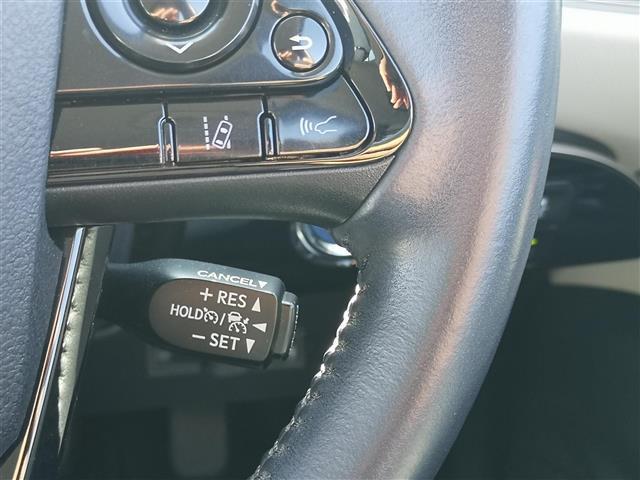 CANCEL
+ RES
HOLD /
− SET